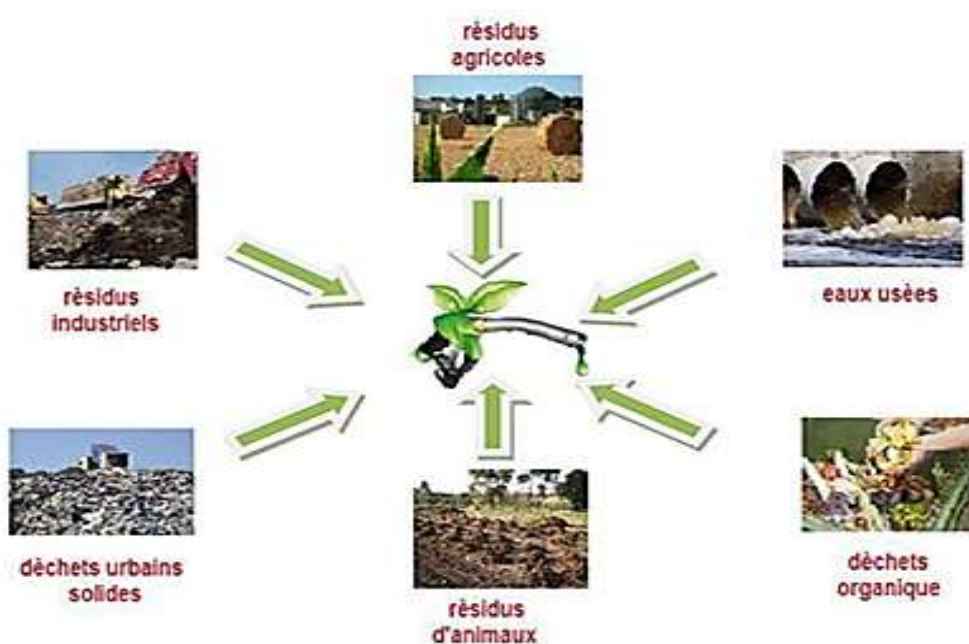 rèsidus
agricoles
rèsidus
industriels
eaux usèes
dèchets urbains
solides
rèsidus
d'animaux
dèchets
organique